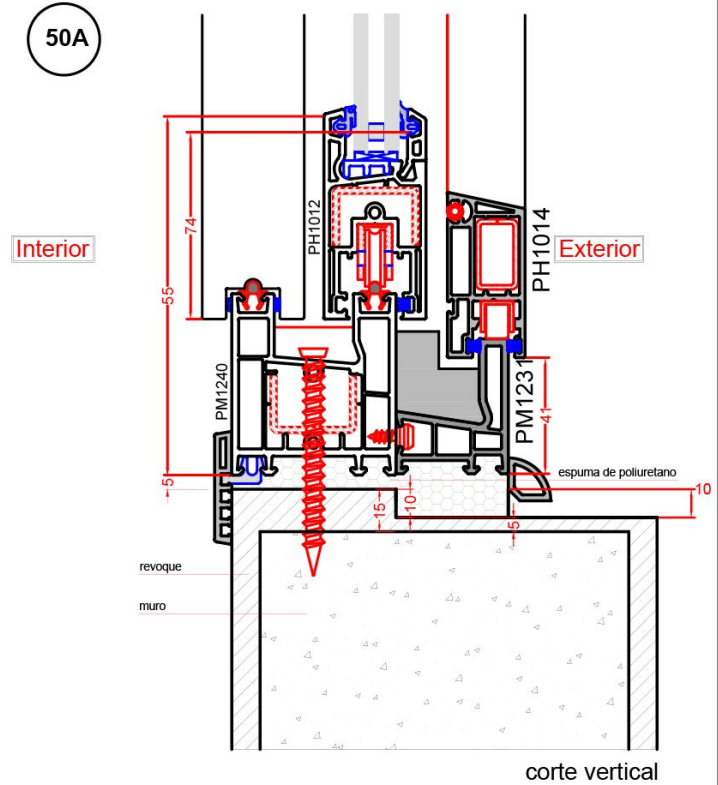 50A
Interior
Exterior
74
55
PH1012
PH1014
PM1240
PM1231
41
5
espuma de poliuretano
10
15
10
5
revoque
muro
corte vertical